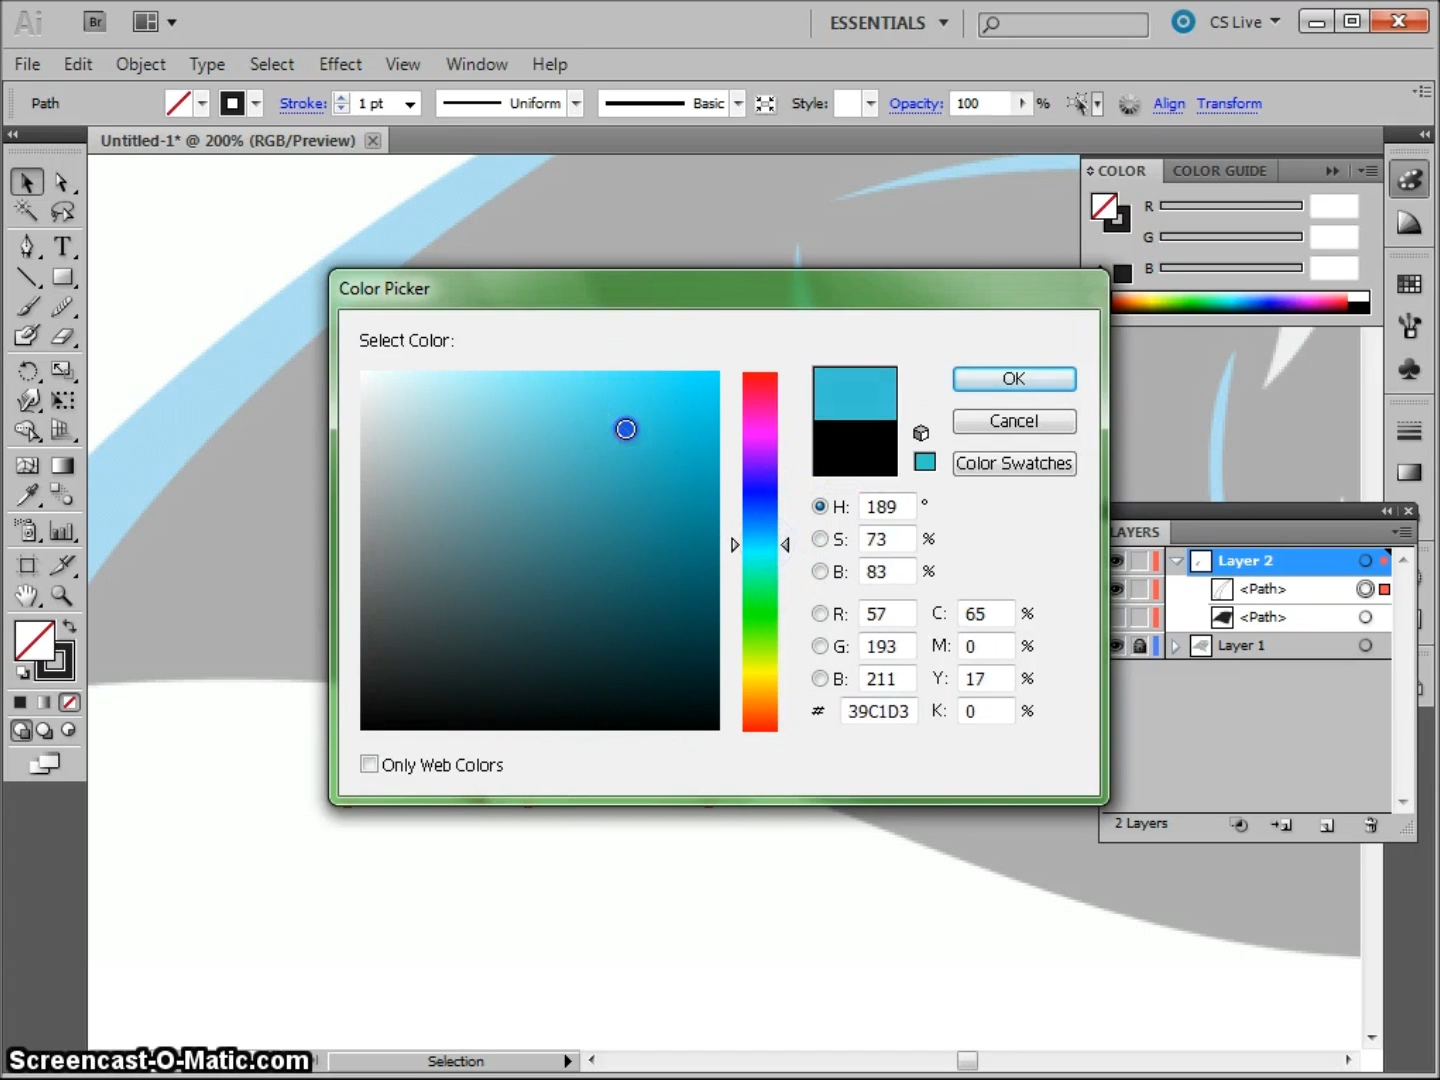 Ai Br ESSENTIALS CS Live
File Edit Object Type Select Effect View Window Help
Path Stroke: 1 pt Uniform Basic Style: Opacity: 100 % Align Transform
Untitled-1* @ 200% (RGB/Preview)
COLOR COLOR GUIDE
R
G
B
Color Picker
Select Color:
OK
Cancel
Color Swatches
H: 189 °
S: 73 %
B: 83 %
R: 57 C: 65 %
G: 193 M: 0 %
B: 211 Y: 17 %
# 39C1D3 K: 0 %
Only Web Colors
LAYERS
Layer 2
<Path>
<Path>
Layer 1
2 Layers
Selection
Screencast-O-Matic.com